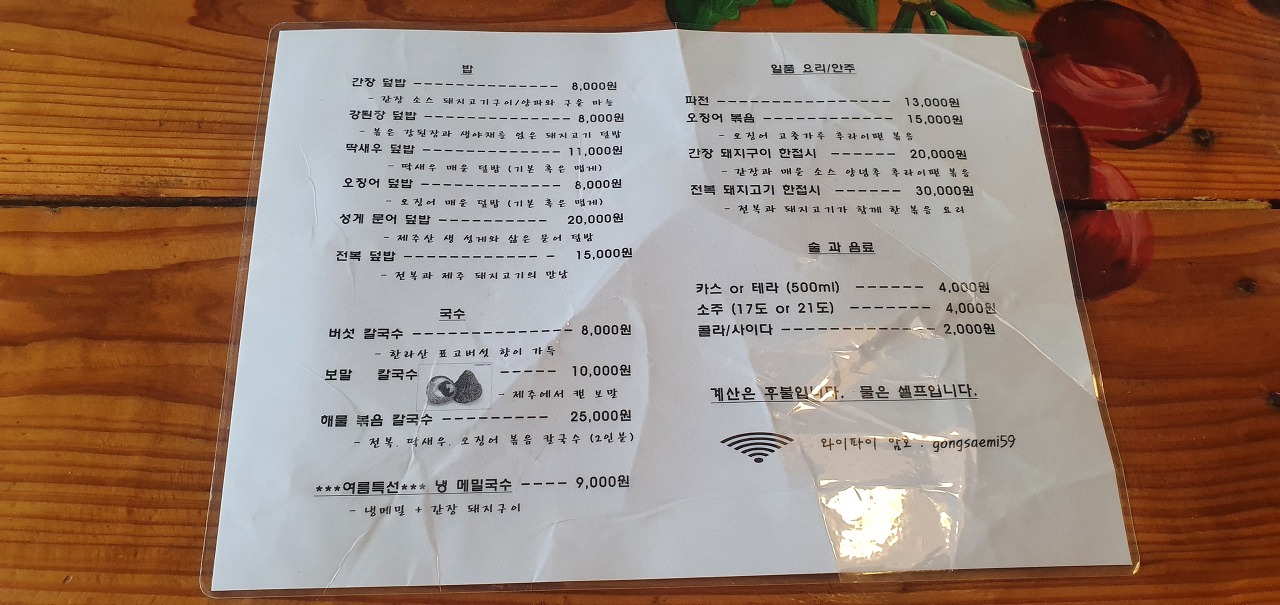 밥
간장 덮밥 --------------- 8,000원
- 간장 소스 돼지고기구이/양파와 구운 마늘
강된장 덮밥 --------------- 8,000원
- 볶은 강된장과 생야채를 얹은 돼지고기 덮밥
딱새우 덮밥 -------------- 11,000원
- 딱새우 매운 덮밥 (기본 혹은 맵게)
오징어 덮밥 -------------- 8,000원
- 오징어 매운 덮밥 (기본 혹은 맵게)
성게 문어 덮밥 ----------- 20,000원
- 제주산 생 성게와 삶은 문어 덮밥
전복 덮밥 -------------- - 15,000원
- 전복과 제주 돼지고기의 만남
국수
버섯 칼국수 ---------------- 8,000원
- 한라산 표고버섯 향이 가득
보말 칼국수 ----- 10,000원
- 제주에서 캔 보말
해물 볶음 칼국수 ---------- 25,000원
- 전복, 딱새우, 오징어 볶음 칼국수 (2인분)
***여름특선*** 냉 메밀국수 ---- 9,000원
- 냉메밀 + 간장 돼지구이
일품 요리/안주
파전 ----------------- 13,000원
오징어 볶음 -------------- 15,000원
- 오징어 고춧가루 후라이팬 볶음
간장 돼지구이 한접시 ------ 20,000원
- 간장과 매운 소스 양념후 후라이팬 볶음
전복 돼지고기 한접시 ------ 30,000원
- 전복과 돼지고기가 함께 한 볶음 요리
술 과 음료
카스 or 테라 (500ml) ------ 4,000원
소주 (17도 or 21도) -------- 4,000원
콜라/사이다 --------------- 2,000원
계산은 후불입니다. 물은 셀프입니다.
와이파이 암호 : gongsaemi59